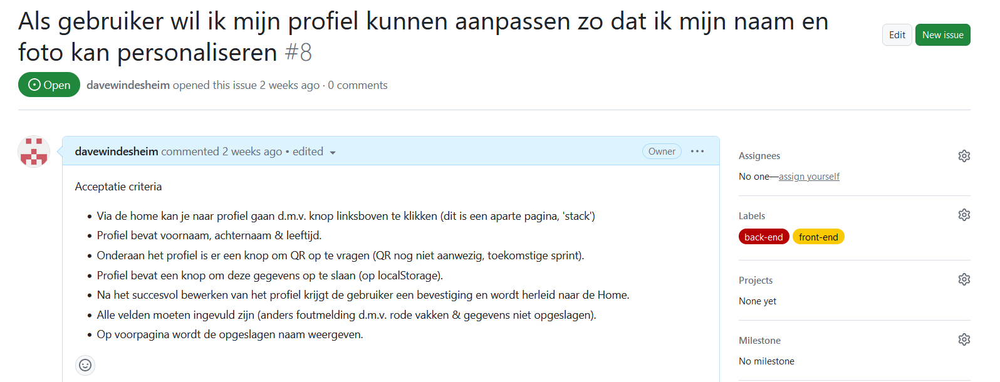 Als gebruiker wil ik mijn profiel kunnen aanpassen zo dat ik mijn naam en
foto kan personaliseren #8
Edit
New issue
Open
davewindesheim opened this issue 2 weeks ago · 0 comments
davewindesheim commented 2 weeks ago • edited
Owner
Acceptatie criteria
• Via de home kan je naar profiel gaan d.m.v. knop linksboven te klikken (dit is een aparte pagina, 'stack')
• Profiel bevat voornaam, achternaam & leeftijd.
• Onderaan het profiel is er een knop om QR op te vragen (QR nog niet aanwezig, toekomstige sprint).
• Profiel bevat een knop om deze gegevens op te slaan (op localStorage).
• Na het succesvol bewerken van het profiel krijgt de gebruiker een bevestiging en wordt herleid naar de Home.
• Alle velden moeten ingevuld zijn (anders foutmelding d.m.v. rode vakken & gegevens niet opgeslagen).
• Op voorpagina wordt de opgeslagen naam weergeven.
Assignees
No one—assign yourself
Labels
back-end front-end
Projects
None yet
Milestone
No milestone